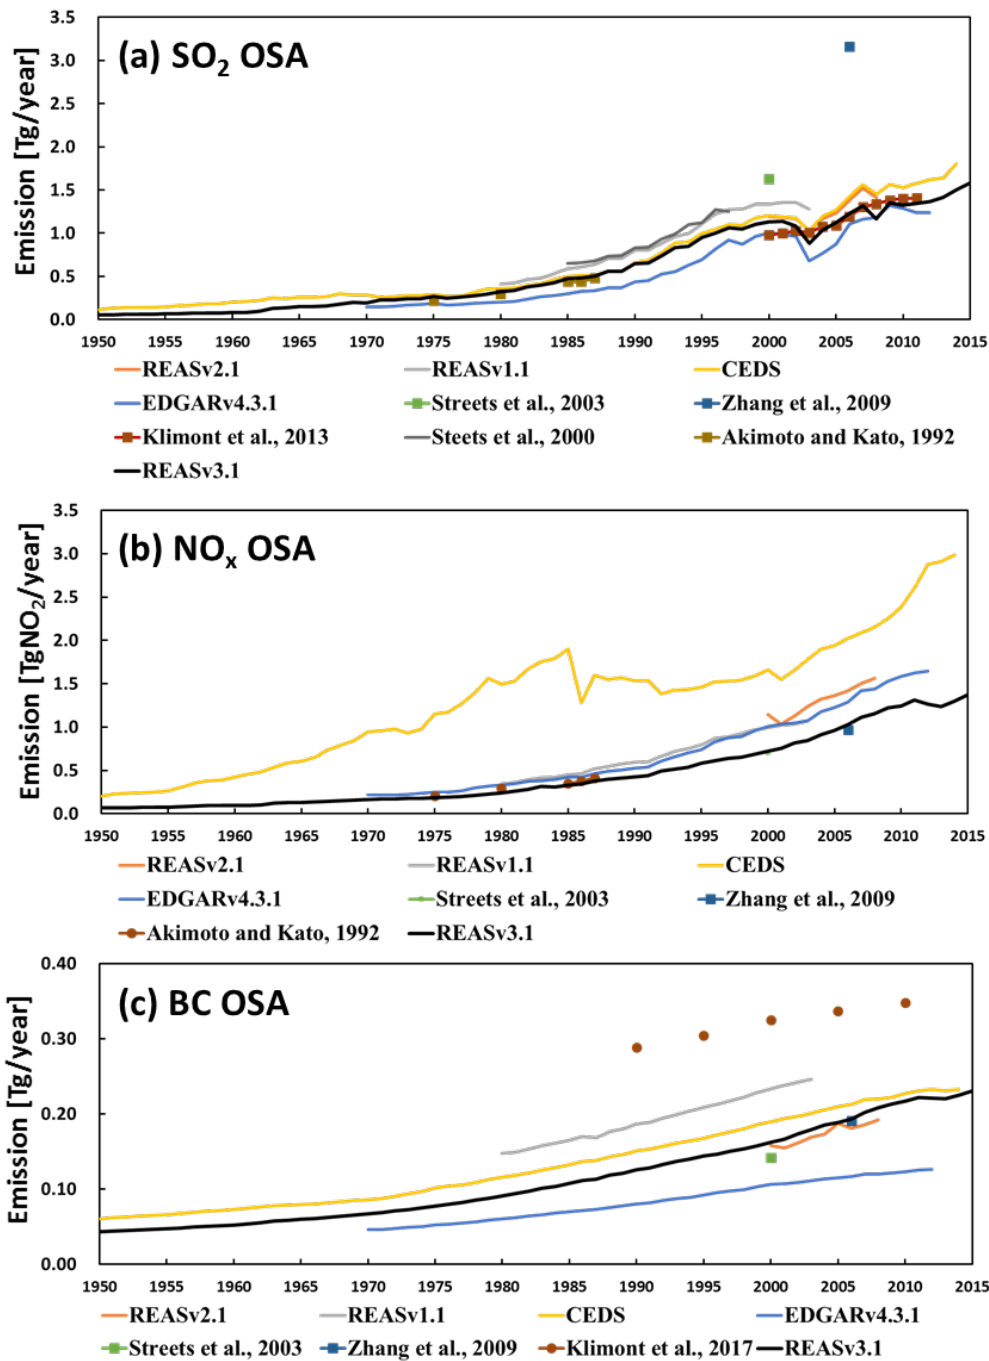 (a) SO2 OSA
Emission [Tg/year]
3.5
3.0
2.5
2.0
1.5
1.0
0.5
0.0
1950 1955 1960 1965 1970 1975 1980 1985 1990 1995 2000 2005 2010 2015
REASv2.1 REASv1.1 CEDS
EDGARv4.3.1 Streets et al., 2003 Zhang et al., 2009
Klimont et al., 2013 Steets et al., 2000 Akimoto and Kato, 1992
REASv3.1
(b) NOx OSA
Emission [TgNO2/year]
3.5
3.0
2.5
2.0
1.5
1.0
0.5
0.0
1950 1955 1960 1965 1970 1975 1980 1985 1990 1995 2000 2005 2010 2015
REASv2.1 REASv1.1 CEDS
EDGARv4.3.1 Streets et al., 2003 Zhang et al., 2009
Akimoto and Kato, 1992 REASv3.1
(c) BC OSA
Emission [Tg/year]
0.40
0.30
0.20
0.10
0.00
1950 1955 1960 1965 1970 1975 1980 1985 1990 1995 2000 2005 2010 2015
REASv2.1 REASv1.1 CEDS EDGARv4.3.1
Streets et al., 2003 Zhang et al., 2009 Klimont et al., 2017 REASv3.1